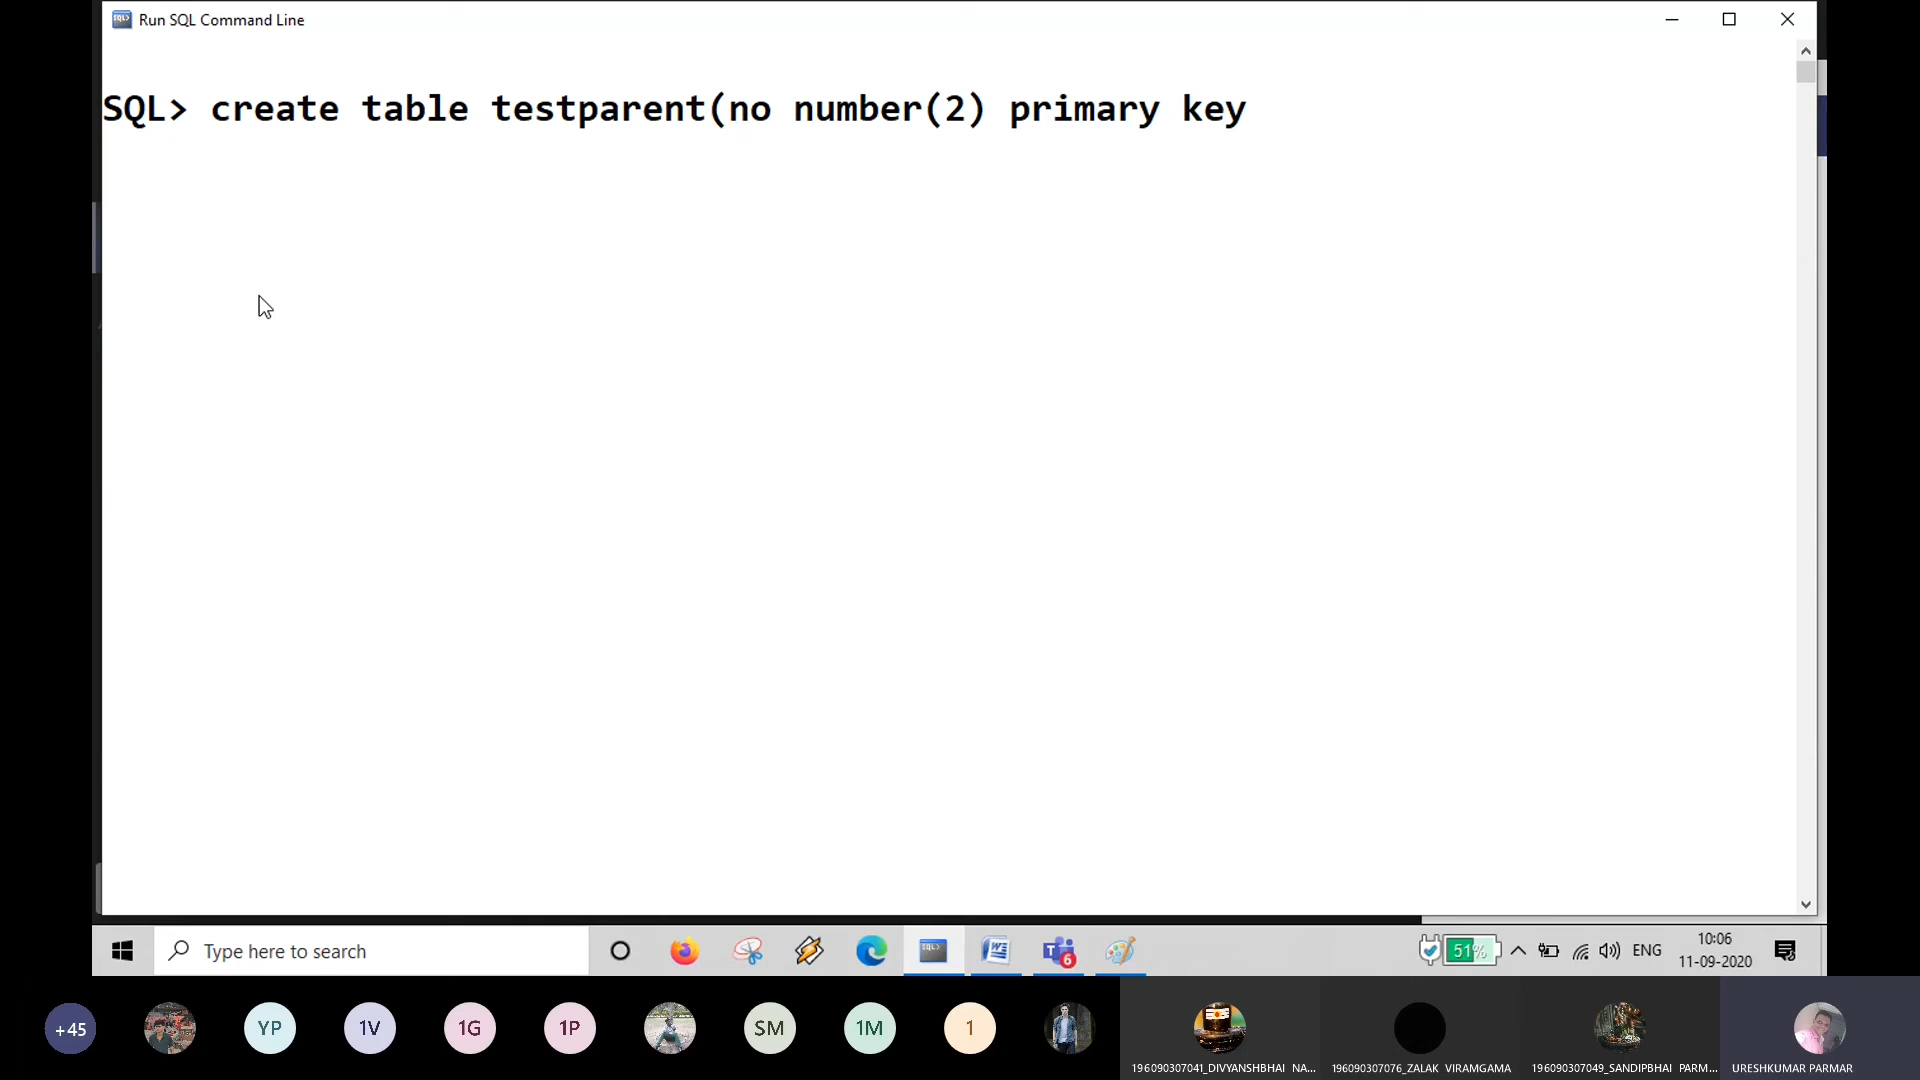 Run SQL Command Line
SQL> create table testparent(no number(2) primary key
Type here to search
51%
ENG
10:06
11-09-2020
6
+45
YP
1V
1G
1P
SM
1M
1
196090307041_DIVYANSHBHAI NA...
196090307076_ZALAK VIRAMGAMA
196090307049_SANDIPBHAI PARM...
URESHKUMAR PARMAR